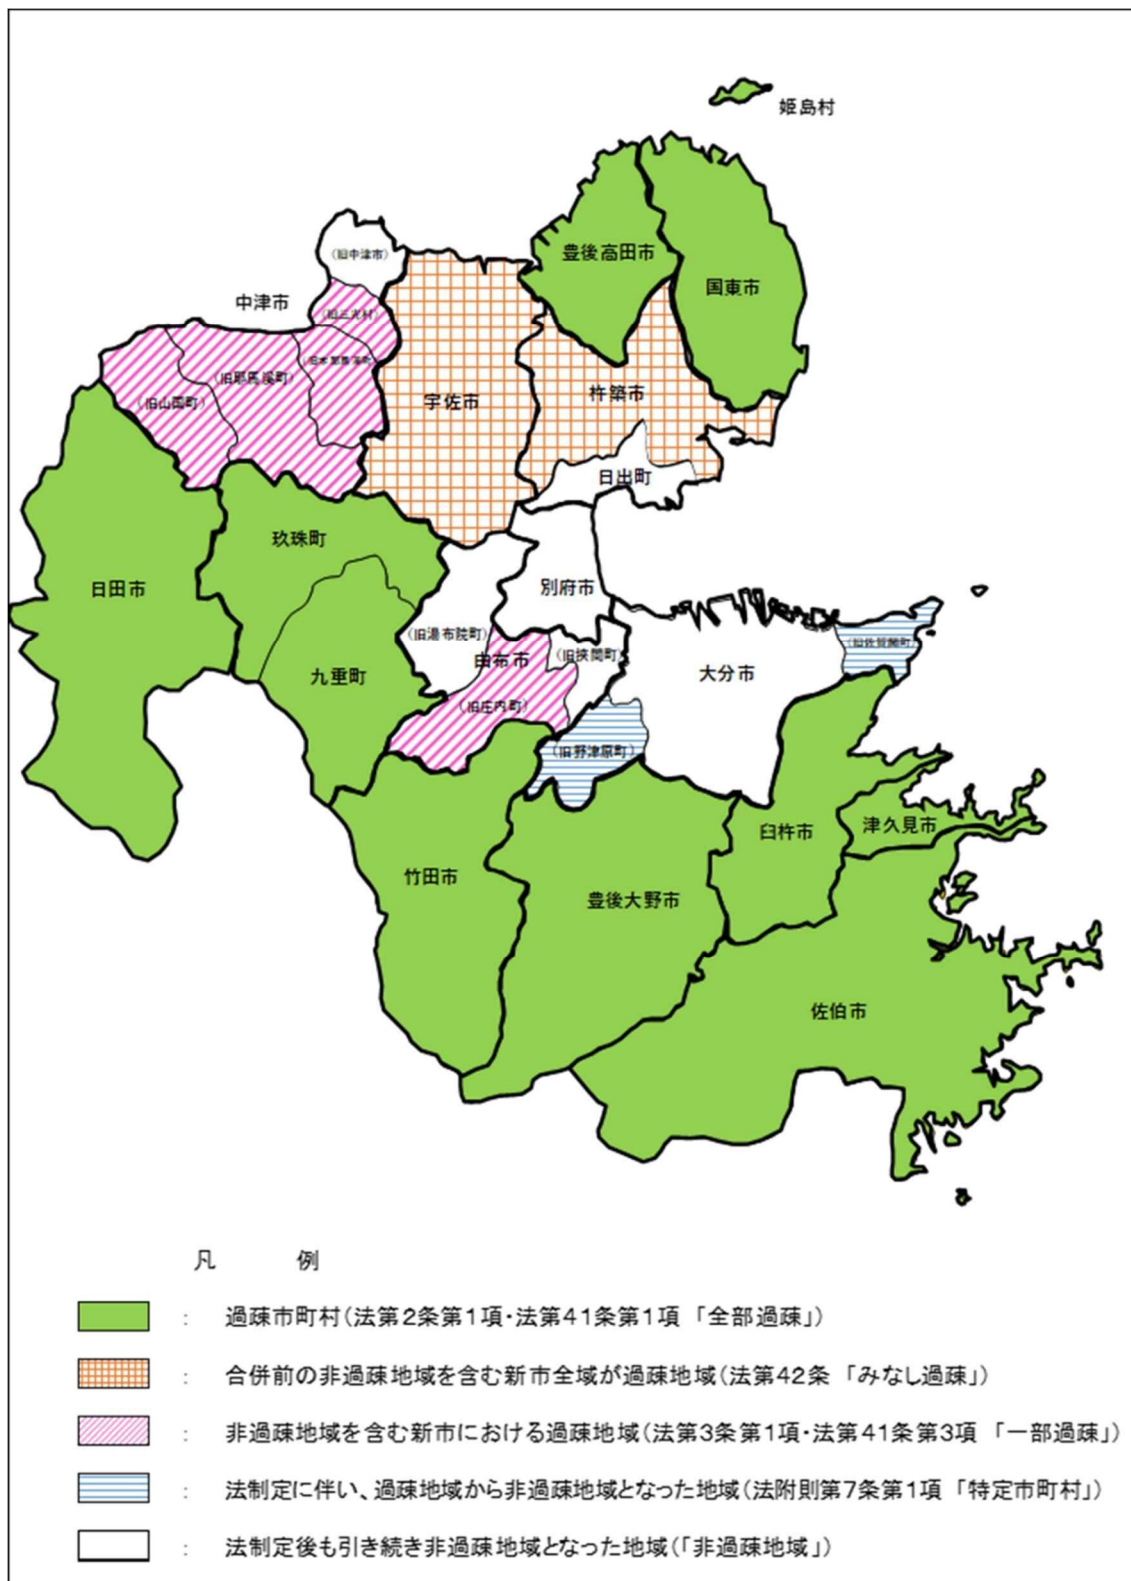 姫島村
豊後高田市
国東市
(旧中津市)
中津市
(旧三光村)
(旧本耶馬渓町)
(旧耶馬溪町)
(旧山国町)
宇佐市
杵築市
日出町
玖珠町
日田市
別府市
(旧湯布院町)
(旧挾間町)
由布市
(旧佐賀関町)
大分市
九重町
(旧庄内町)
(旧野津原町)
臼杵市
津久見市
竹田市
豊後大野市
佐伯市
凡 例
: 過疎市町村(法第2条第1項・法第41条第1項 「全部過疎」)
: 合併前の非過疎地域を含む新市全域が過疎地域(法第42条 「みなし過疎」)
: 非過疎地域を含む新市における過疎地域(法第3条第1項・法第41条第3項 「一部過疎」)
: 法制定に伴い、過疎地域から非過疎地域となった地域(法附則第7条第1項 「特定市町村」)
: 法制定後も引き続き非過疎地域となった地域(「非過疎地域」)